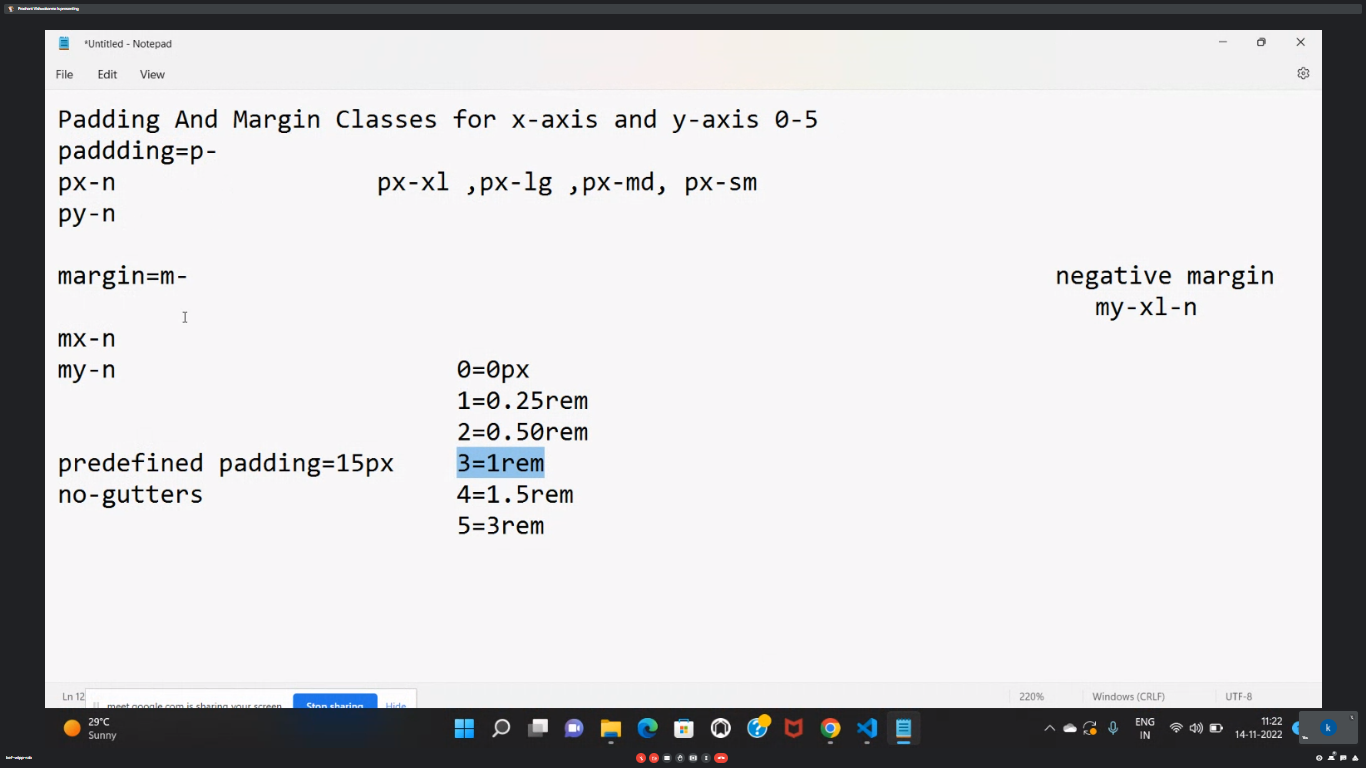 *Untitled - Notepad
File Edit View
Padding And Margin Classes for x-axis and y-axis 0-5
paddding=p-
px-n px-xl ,px-lg ,px-md, px-sm
py-n
margin=m- negative margin
my-xl-n
mx-n
my-n 0=0px
1=0.25rem
2=0.50rem
predefined padding=15px 3=1rem
no-gutters 4=1.5rem
5=3rem
Ln 12 220% Windows (CRLF) UTF-8
meet.google.com is sharing your screen. Stop sharing Hide
29°C
Sunny
ENG
IN
11:22
14-11-2022
k